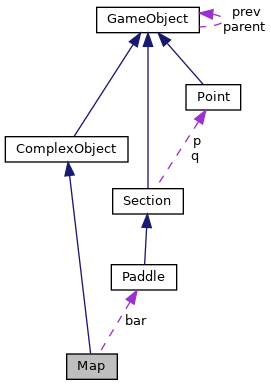 GameObject
prev
parent
Point
ComplexObject
p
q
Section
Paddle
bar
Map